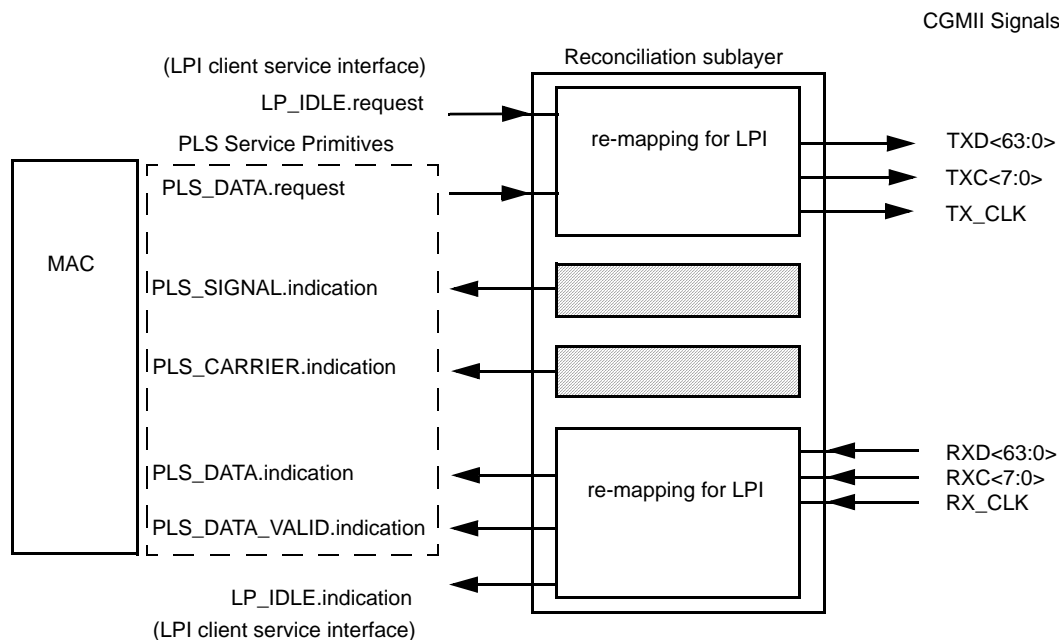 CGMII Signals
(LPI client service interface)
Reconciliation sublayer
LP_IDLE.request
re-mapping for LPI
TXD<63:0>
PLS Service Primitives
PLS_DATA.request
TXC<7:0>
TX_CLK
MAC
PLS_SIGNAL.indication
PLS_CARRIER.indication
RXD<63:0>
PLS_DATA.indication
re-mapping for LPI
RXC<7:0>
RX_CLK
PLS_DATA_VALID.indication
LP_IDLE.indication
(LPI client service interface)